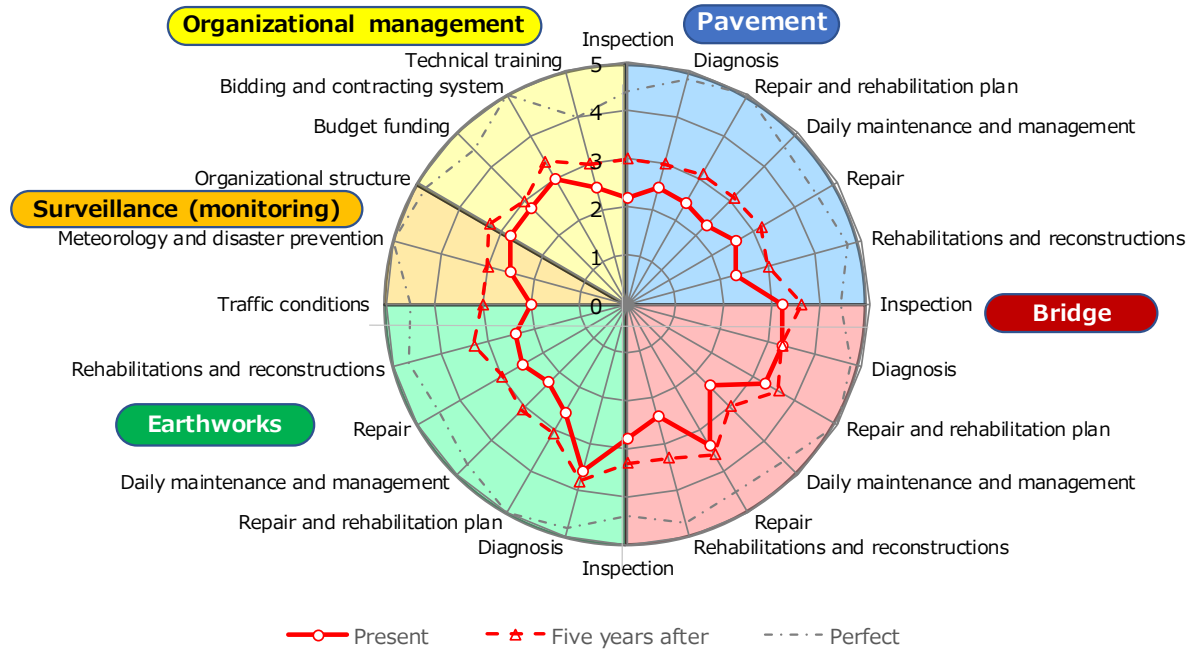 Organizational management
Pavement
Inspection
Technical training
Diagnosis
Bidding and contracting system
Repair and rehabilitation plan
Budget funding
Daily maintenance and management
Organizational structure
Repair
Surveillance (monitoring)
Meteorology and disaster prevention
Rehabilitations and reconstructions
Traffic conditions
Inspection
Bridge
Rehabilitations and reconstructions
Diagnosis
Earthworks
Repair
Repair and rehabilitation plan
Daily maintenance and management
Daily maintenance and management
Repair and rehabilitation plan
Repair
Diagnosis
Rehabilitations and reconstructions
Inspection
5
4
3
2
1
0
Present
Five years after
Perfect